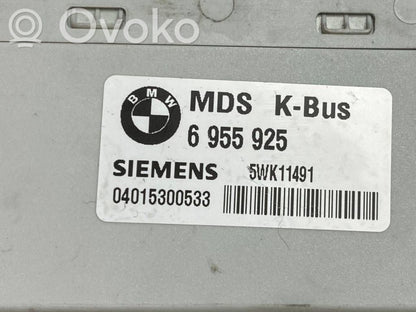 Ovoko
BMW
MDS K-Bus
6 955 925
SIEMENS 5WK11491
04015300533